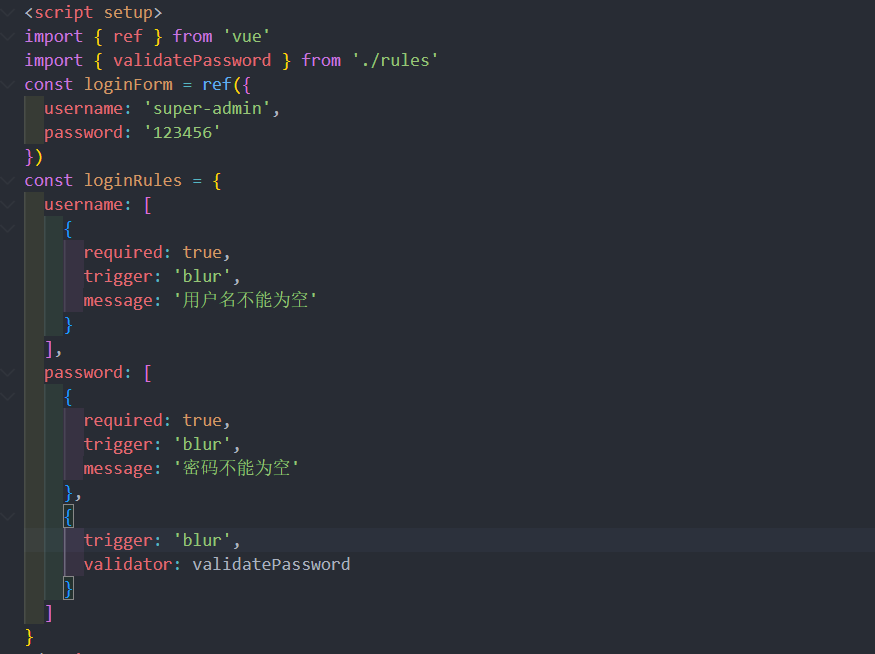 <script setup>
import { ref } from 'vue'
import { validatePassword } from './rules'
const loginForm = ref({
  username: 'super-admin',
  password: '123456'
})
const loginRules = {
  username: [
    {
      required: true,
      trigger: 'blur',
      message: '用户名不能为空'
    }
  ],
  password: [
    {
      required: true,
      trigger: 'blur',
      message: '密码不能为空'
    },
    {
      trigger: 'blur',
      validator: validatePassword
    }
  ]
}